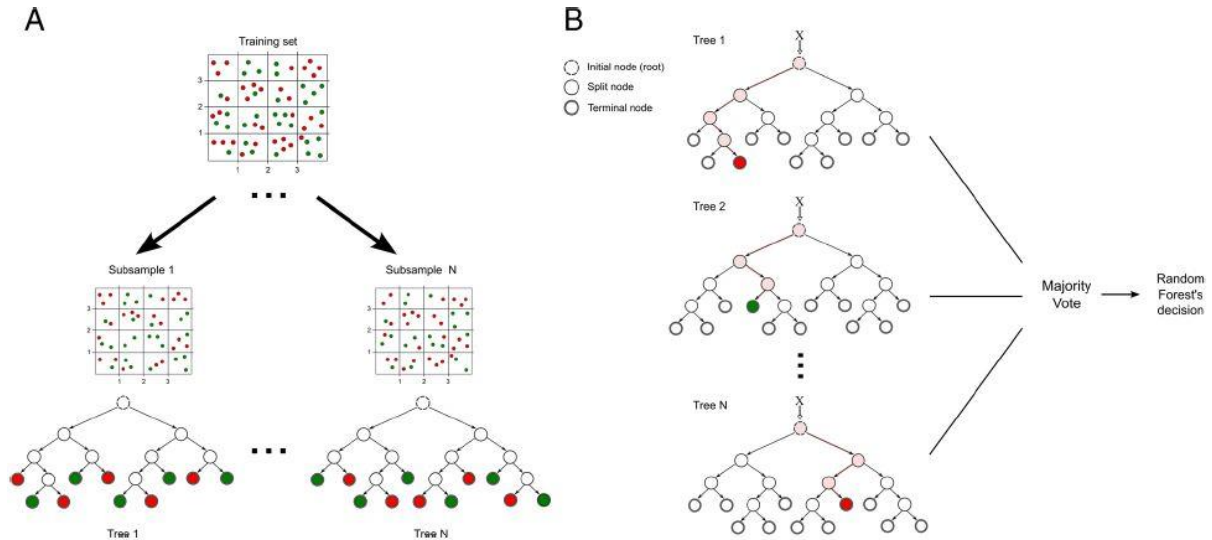 A
Training set
3
2
1
1 2 3
...
Subsample 1
Subsample N
3
2
1
1 2 3
3
2
1
1 2 3
...
Tree 1
Tree N
B
Tree 1
X
Initial node (root)
Split node
Terminal node
Tree 2
X
Tree N
X
Majority
Vote
Random
Forest's
decision